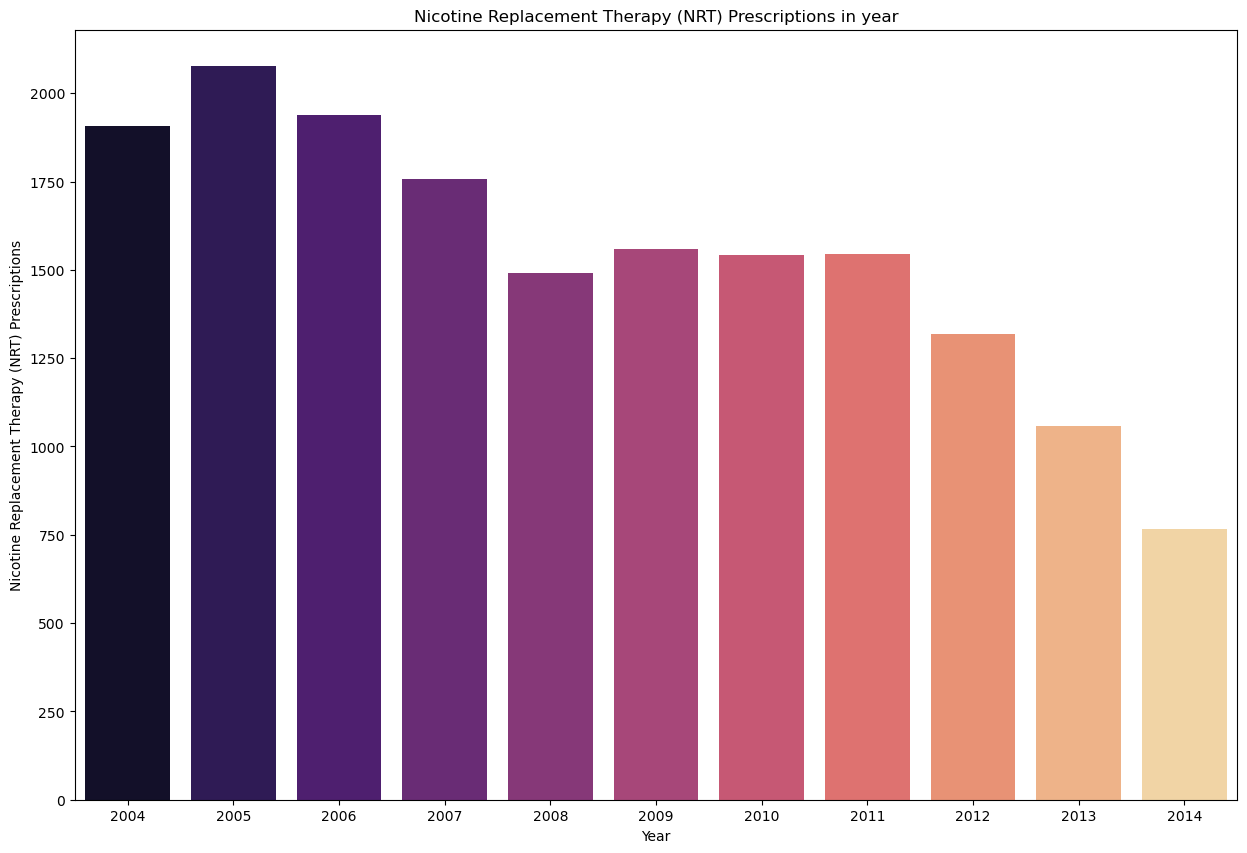 Nicotine Replacement Therapy (NRT) Prescriptions in year
Nicotine Replacement Therapy (NRT) Prescriptions
2000
1750
1500
1250
1000
750
500
250
0
2004 2005 2006 2007 2008 2009 2010 2011 2012 2013 2014
Year